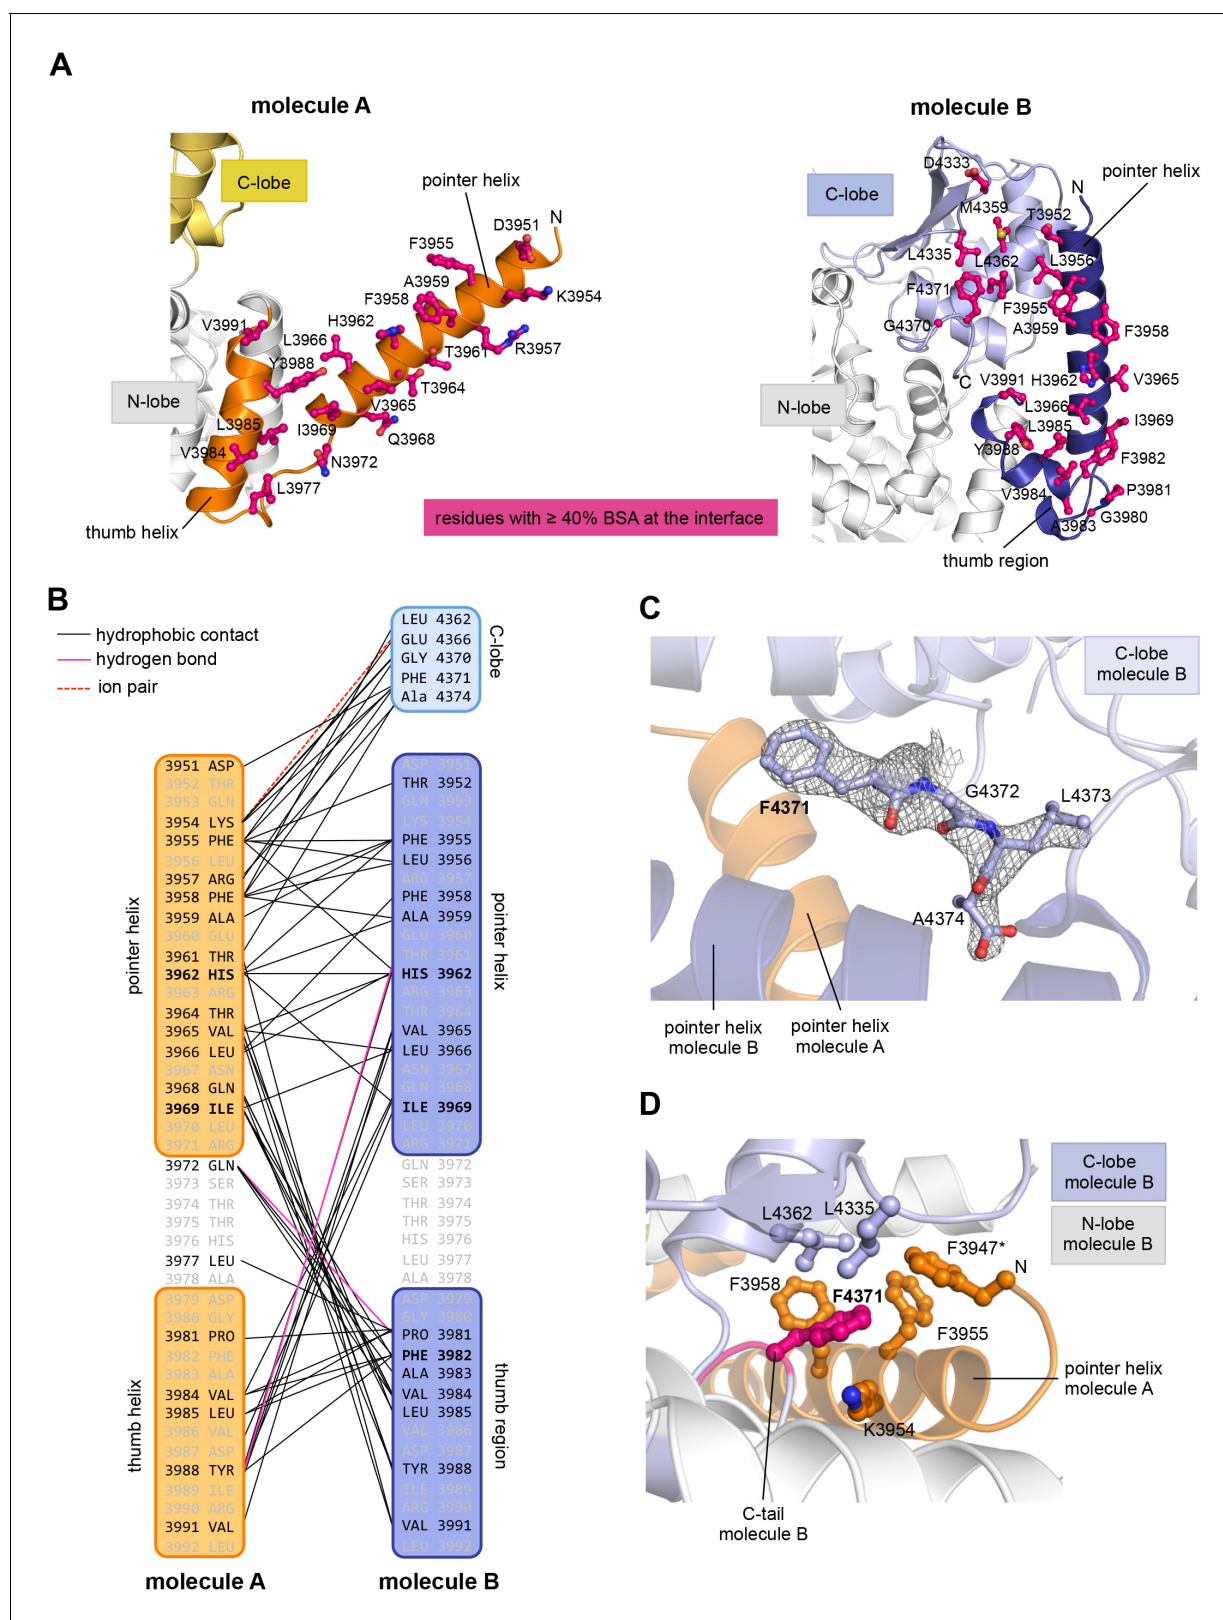 A
molecule A
C-lobe
pointer helix
N
D3951
F3955
A3959
F3958
K3954
H3962
V3991
L3966
T3961
R3957
Y3988
T3964
N-lobe
V3965
L3985
I3969
Q3968
V3984
N3972
L3977
thumb helix
residues with ≥ 40% BSA at the interface
molecule B
D4333
N
pointer helix
C-lobe
M4359
T3952
L4335
L4362
L3956
F4371
F3955
G4370
A3959
F3958
C
V3991
H3962
V3965
N-lobe
L3966
L3985
I3969
Y3988
F3982
V3984
P3981
A3983
G3980
thumb region
B
hydrophobic contact
hydrogen bond
ion pair
LEU 4362
GLU 4366
GLY 4370
PHE 4371
Ala 4374
C-lobe
pointer helix
3951 ASP
3952 THR
3953 GLN
3954 LYS
3955 PHE
3956 LEU
3957 ARG
3958 PHE
3959 ALA
3960 GLU
3961 THR
3962 HIS
3963 ARG
3964 THR
3965 VAL
3966 LEU
3967 ASN
3968 GLN
3969 ILE
3970 LEU
3971 ARG
3972 GLN
3973 SER
3974 THR
3975 THR
3976 HIS
3977 LEU
3978 ALA
thumb helix
3979 ASP
3980 GLY
3981 PRO
3982 PHE
3983 ALA
3984 VAL
3985 LEU
3986 VAL
3987 ASP
3988 TYR
3989 ILE
3990 ARG
3991 VAL
3992 LEU
molecule A
ASP 3951
THR 3952
GLN 3953
LYS 3954
PHE 3955
LEU 3956
ARG 3957
PHE 3958
ALA 3959
GLU 3960
THR 3961
HIS 3962
ARG 3963
THR 3964
VAL 3965
LEU 3966
ASN 3967
GLN 3968
ILE 3969
LEU 3970
ARG 3971
pointer helix
GLN 3972
SER 3973
THR 3974
THR 3975
HIS 3976
LEU 3977
ALA 3978
ASP 3979
GLY 3980
PRO 3981
PHE 3982
ALA 3983
VAL 3984
LEU 3985
VAL 3986
ASP 3987
TYR 3988
ILE 3989
ARG 3990
VAL 3991
LEU 3992
thumb region
molecule B
C
C-lobe
molecule B
F4371
G4372
L4373
A4374
pointer helix
molecule B
pointer helix
molecule A
D
C-lobe
molecule B
N-lobe
molecule B
L4362
L4335
F3947*
N
F3958
F4371
F3955
pointer helix
molecule A
K3954
C-tail
molecule B